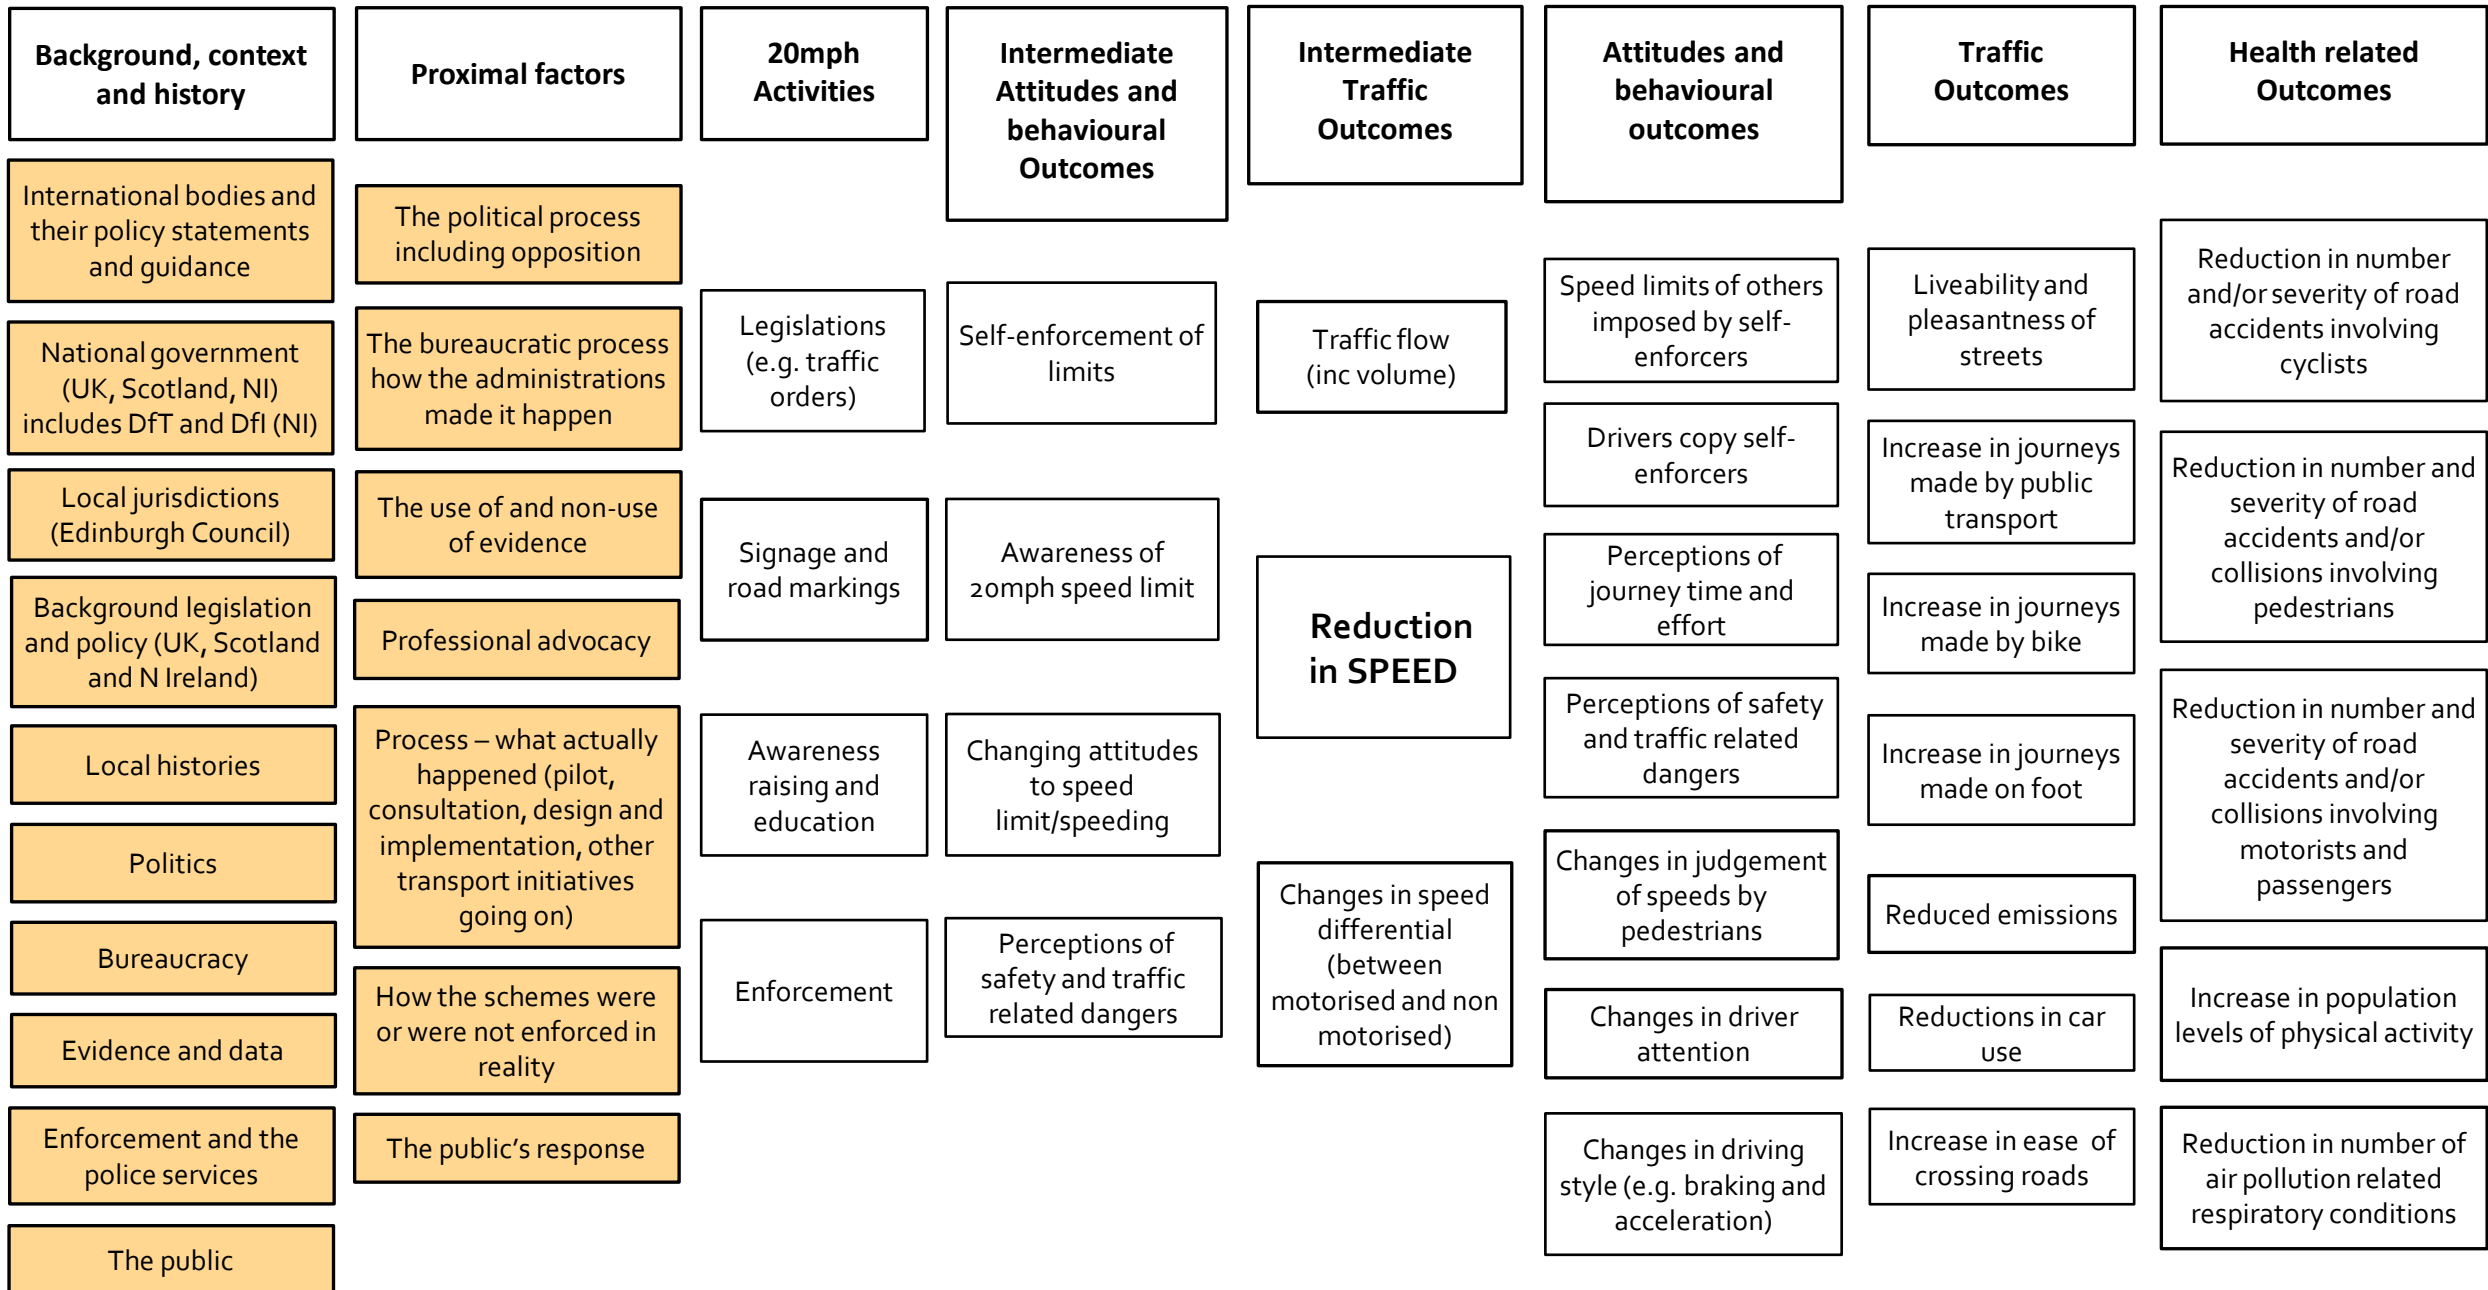 Background, context
and history
International bodies and
their policy statements
and guidance
National government
(UK, Scotland, NI)
includes DfT and DfI (NI)
Local jurisdictions
(Edinburgh Council)
Background legislation
and policy (UK, Scotland
and N Ireland)
Local histories
Politics
Bureaucracy
Evidence and data
Enforcement and the
police services
The public
Proximal factors
The political process
including opposition
The bureaucratic process
how the administrations
made it happen
The use of and non-use
of evidence
Professional advocacy
Process – what actually
happened (pilot,
consultation, design and
implementation, other
transport initiatives
going on)
How the schemes were
or were not enforced in
reality
The public's response
20mph
Activities
Legislations
(e.g. traffic
orders)
Signage and
road markings
Awareness
raising and
education
Enforcement
Intermediate
Attitudes and
behavioural
Outcomes
Self-enforcement of
limits
Awareness of
20mph speed limit
Changing attitudes
to speed
limit/speeding
Perceptions of
safety and traffic
related dangers
Intermediate
Traffic
Outcomes
Traffic flow
(inc volume)
Reduction
in SPEED
Changes in speed
differential
(between
motorised and non
motorised)
Attitudes and
behavioural
outcomes
Speed limits of others
imposed by self-
enforcers
Drivers copy self-
enforcers
Perceptions of
journey time and
effort
Perceptions of safety
and traffic related
dangers
Changes in judgement
of speeds by
pedestrians
Changes in driver
attention
Changes in driving
style (e.g. braking and
acceleration)
Traffic
Outcomes
Liveability and
pleasantness of
streets
Increase in journeys
made by public
transport
Increase in journeys
made by bike
Increase in journeys
made on foot
Reduced emissions
Reductions in car
use
Increase in ease of
crossing roads
Health related
Outcomes
Reduction in number
and/or severity of road
accidents involving
cyclists
Reduction in number and
severity of road
accidents and/or
collisions involving
pedestrians
Reduction in number and
severity of road
accidents and/or
collisions involving
motorists and
passengers
Increase in population
levels of physical activity
Reduction in number of
air pollution related
respiratory conditions